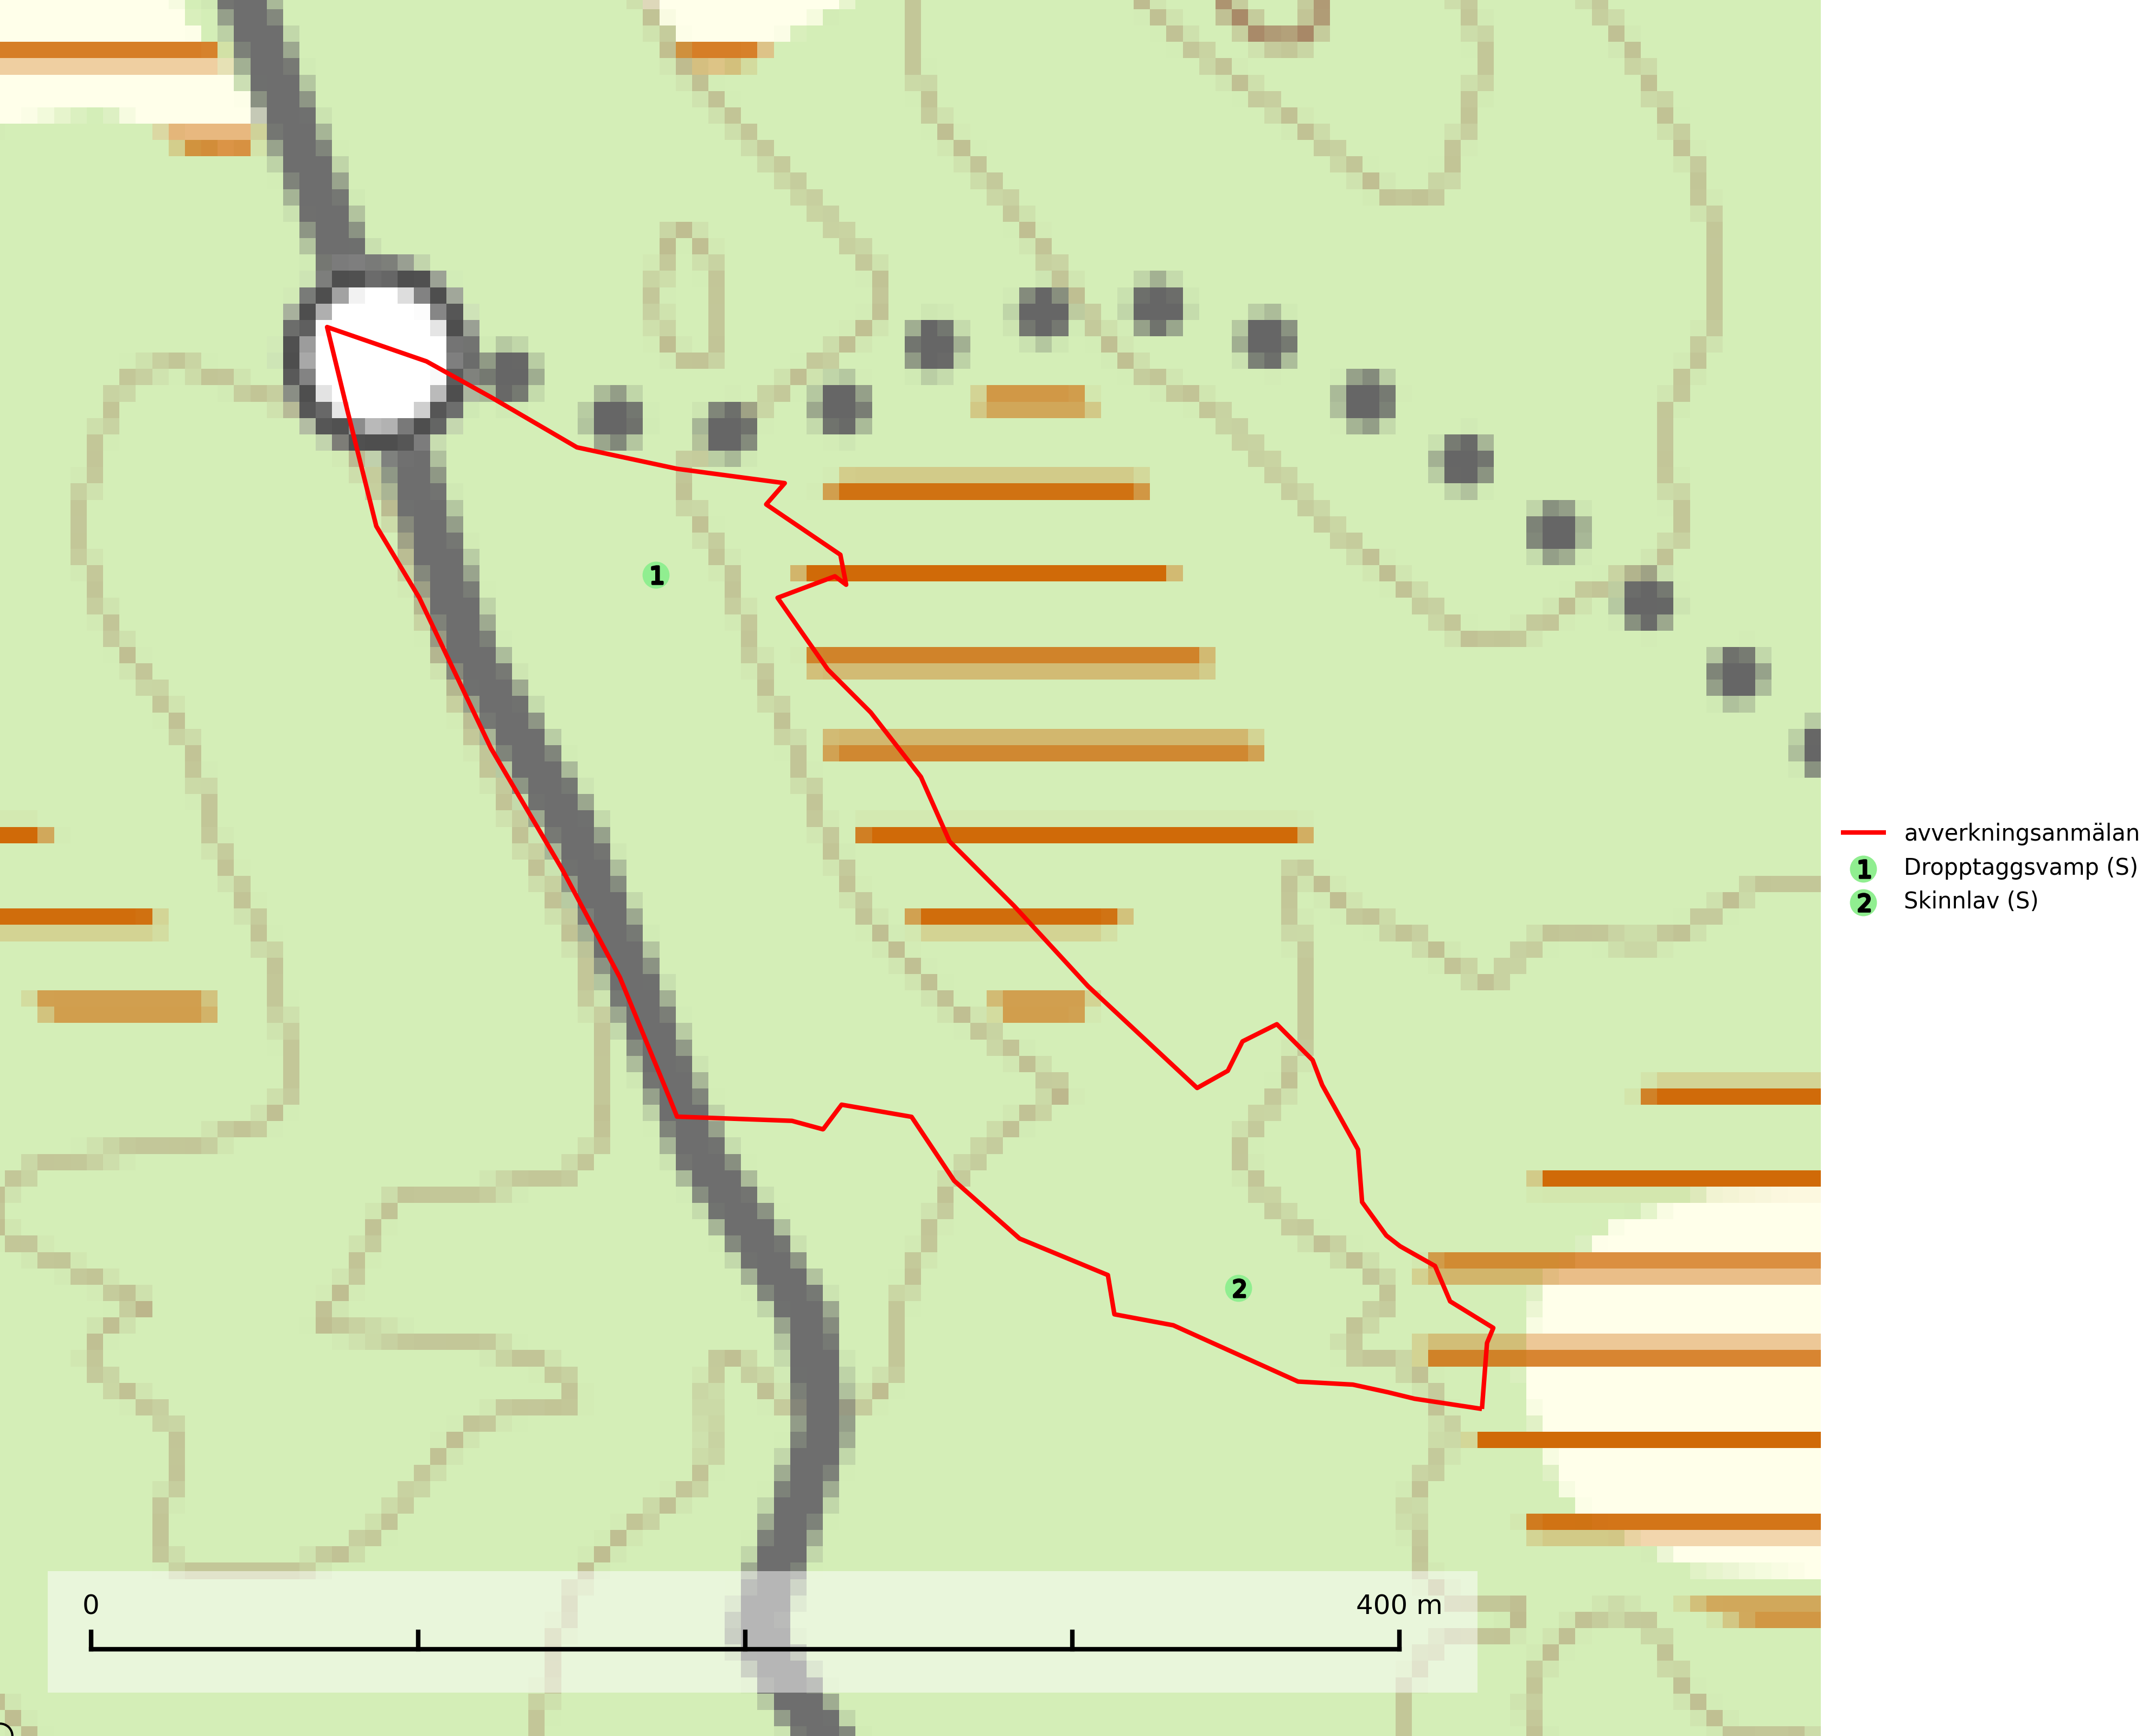 1
2
avverkningsanmälan
1 Dropptaggsvamp (S)
2 Skinnlav (S)
0 400 m